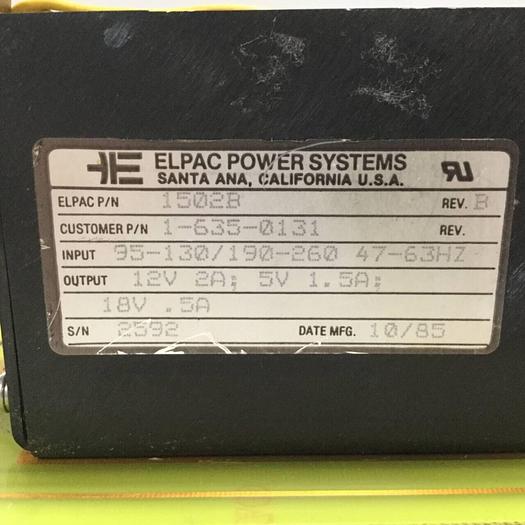 ELPAC POWER SYSTEMS
SANTA ANA, CALIFORNIA U.S.A.
ELPAC P/N 1502B REV. B
CUSTOMER P/N 1-635-0131 REV.
INPUT 95-130/190-260 47-63HZ
OUTPUT 12V 2A; 5V 1.5A;
18V .5A
S/N 2592 DATE MFG. 10/85